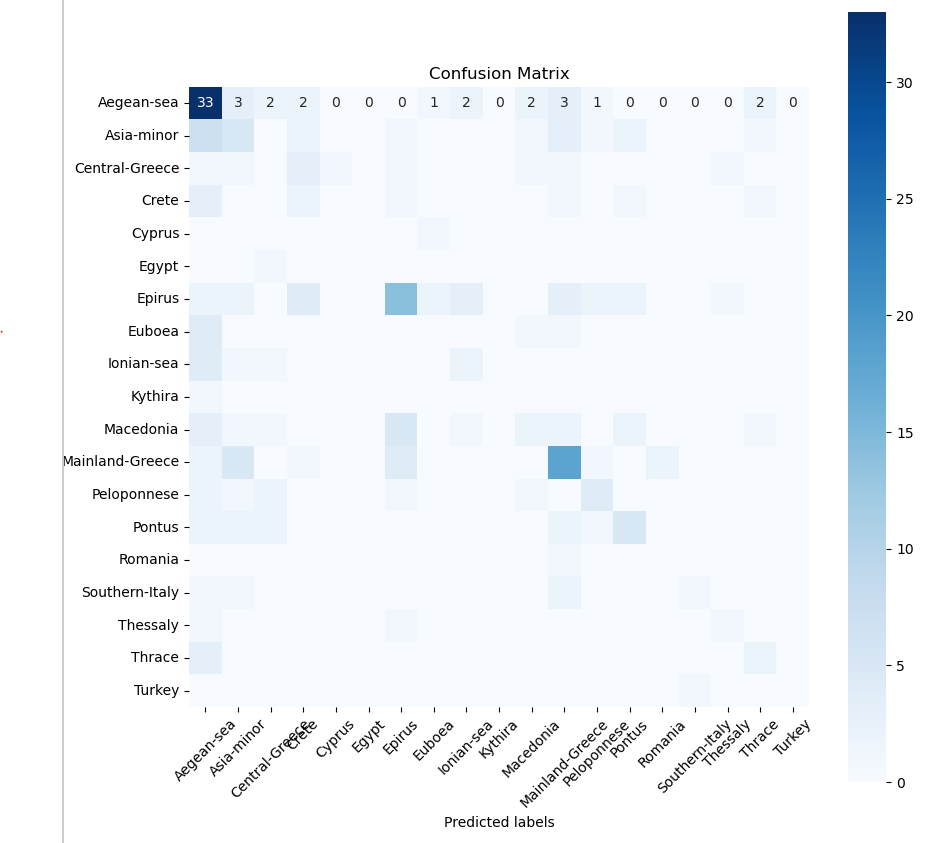 Confusion Matrix
Aegean-sea 33 3 2 2 0 0 0 1 2 0 2 3 1 0 0 0 0 2 0
Asia-minor
Central-Greece
Crete
Cyprus
Egypt
Epirus
Euboea
Ionian-sea
Kythira
Macedonia
Mainland-Greece
Peloponnese
Pontus
Romania
Southern-Italy
Thessaly
Thrace
Turkey
Aegean-sea
Asia-minor
Central-Greece
Crete
Cyprus
Egypt
Epirus
Euboea
Ionian-sea
Kythira
Macedonia
Mainland-Greece
Peloponnese
Pontus
Romania
Southern-Italy
Thessaly
Thrace
Turkey
Predicted labels
30
25
20
15
10
5
0